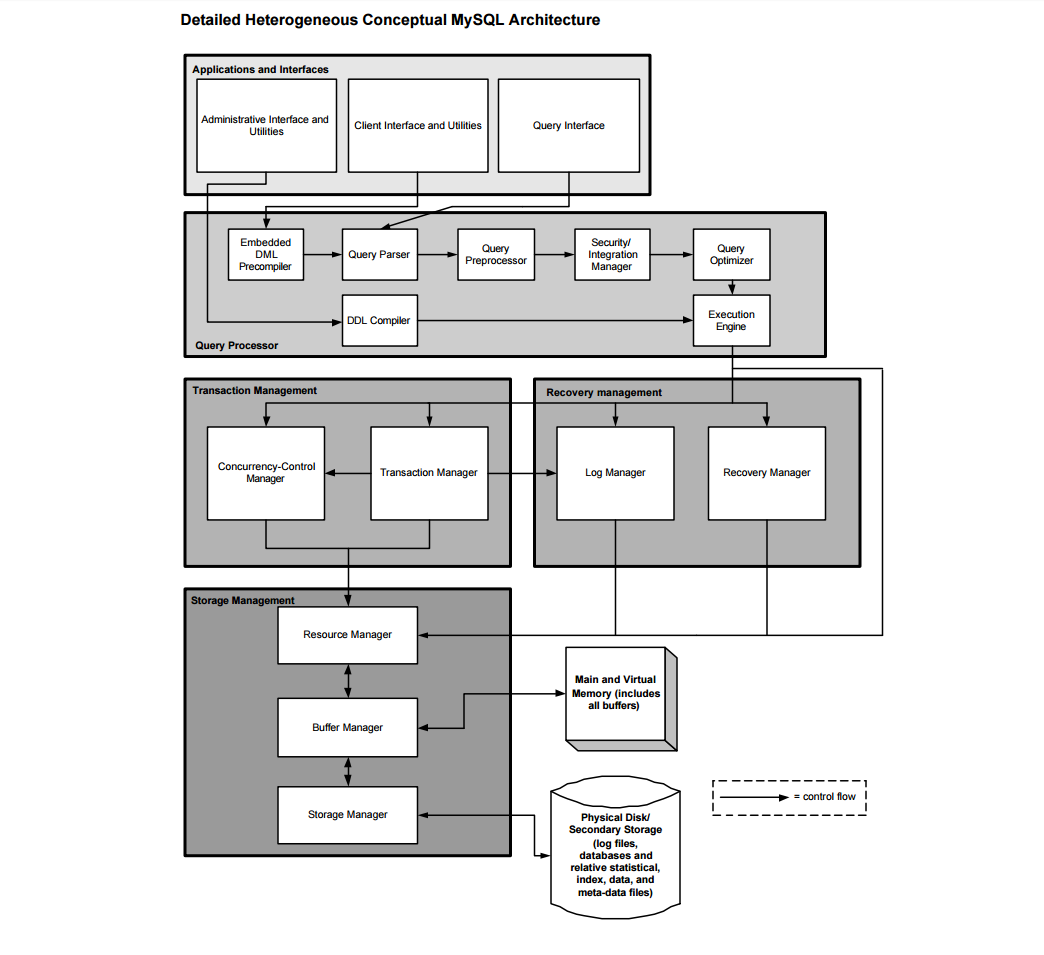 Detailed Heterogeneous Conceptual MySQL Architecture
Applications and Interfaces
Administrative Interface and
Utilities
Client Interface and Utilities
Query Interface
Embedded
DML
Precompiler
Query Parser
Query
Preprocessor
Security/
Integration
Manager
Query
Optimizer
DDL Compiler
Execution
Engine
Query Processor
Transaction Management
Recovery management
Concurrency-Control
Manager
Transaction Manager
Log Manager
Recovery Manager
Storage Management
Resource Manager
Main and Virtual
Memory (includes
all buffers)
Buffer Manager
Storage Manager
= control flow
Physical Disk/
Secondary Storage
(log files,
databases and
relative statistical,
index, data, and
meta-data files)